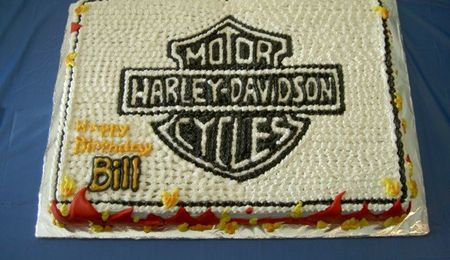 MOTOR
HARLEY-DAVIDSON
CYCLES
Happy
Birthday
Bill